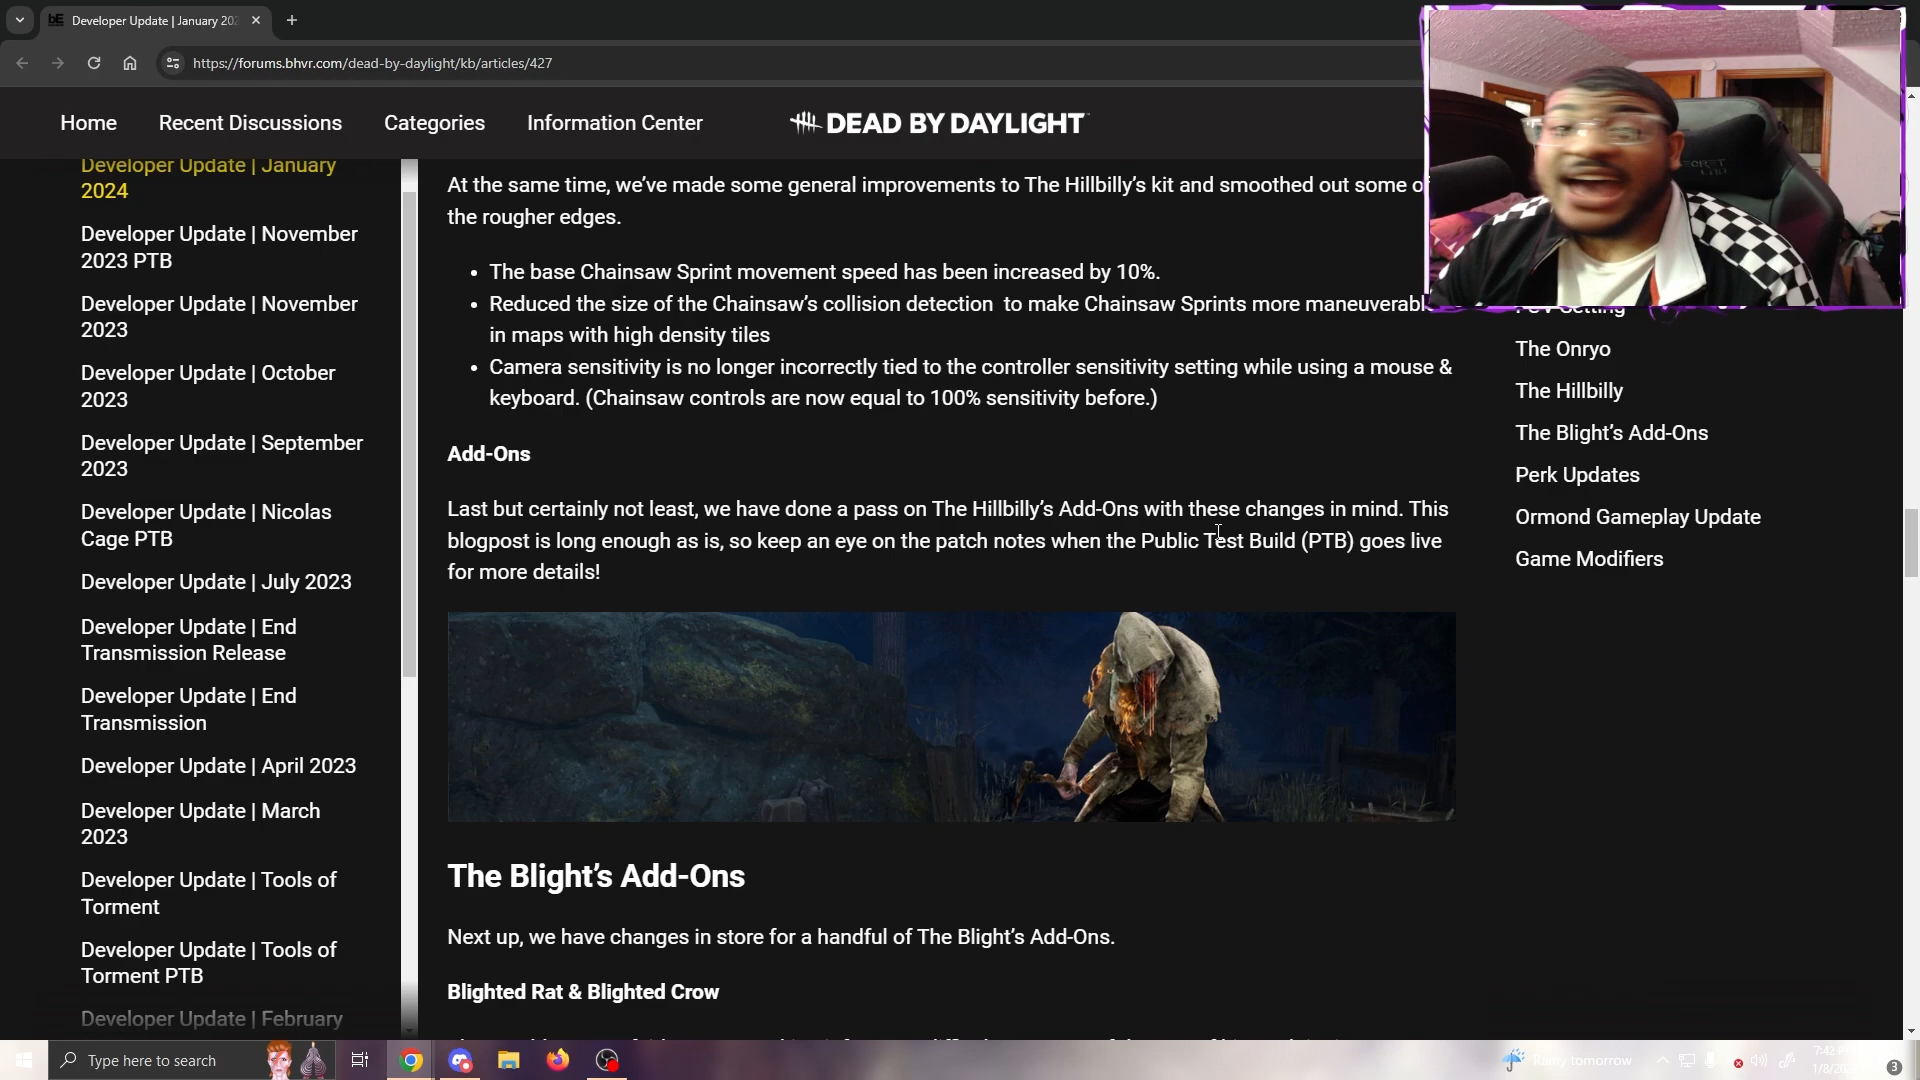 Developer Update | January 202
https://forums.bhvr.com/dead-by-daylight/kb/articles/427
Home
Recent Discussions
Categories
Information Center
DEAD BY DAYLIGHT
Developer Update | January
2024
Developer Update | November
2023 PTB
Developer Update | November
2023
Developer Update | October
2023
Developer Update | September
2023
Developer Update | Nicolas
Cage PTB
Developer Update | July 2023
Developer Update | End
Transmission Release
Developer Update | End
Transmission
Developer Update | April 2023
Developer Update | March
2023
Developer Update | Tools of
Torment
Developer Update | Tools of
Torment PTB
Developer Update | February
At the same time, we’ve made some general improvements to The Hillbilly’s kit and smoothed out some of
the rougher edges.
• The base Chainsaw Sprint movement speed has been increased by 10%.
• Reduced the size of the Chainsaw’s collision detection to make Chainsaw Sprints more maneuverabl
in maps with high density tiles
• Camera sensitivity is no longer incorrectly tied to the controller sensitivity setting while using a mouse &
keyboard. (Chainsaw controls are now equal to 100% sensitivity before.)
Add-Ons
Last but certainly not least, we have done a pass on The Hillbilly’s Add-Ons with these changes in mind. This
blogpost is long enough as is, so keep an eye on the patch notes when the Public Test Build (PTB) goes live
for more details!
The Blight’s Add-Ons
Next up, we have changes in store for a handful of The Blight’s Add-Ons.
Blighted Rat & Blighted Crow
Setting
The Onryo
The Hillbilly
The Blight’s Add-Ons
Perk Updates
Ormond Gameplay Update
Game Modifiers
Type here to search
Rainy tomorrow
7:42
3